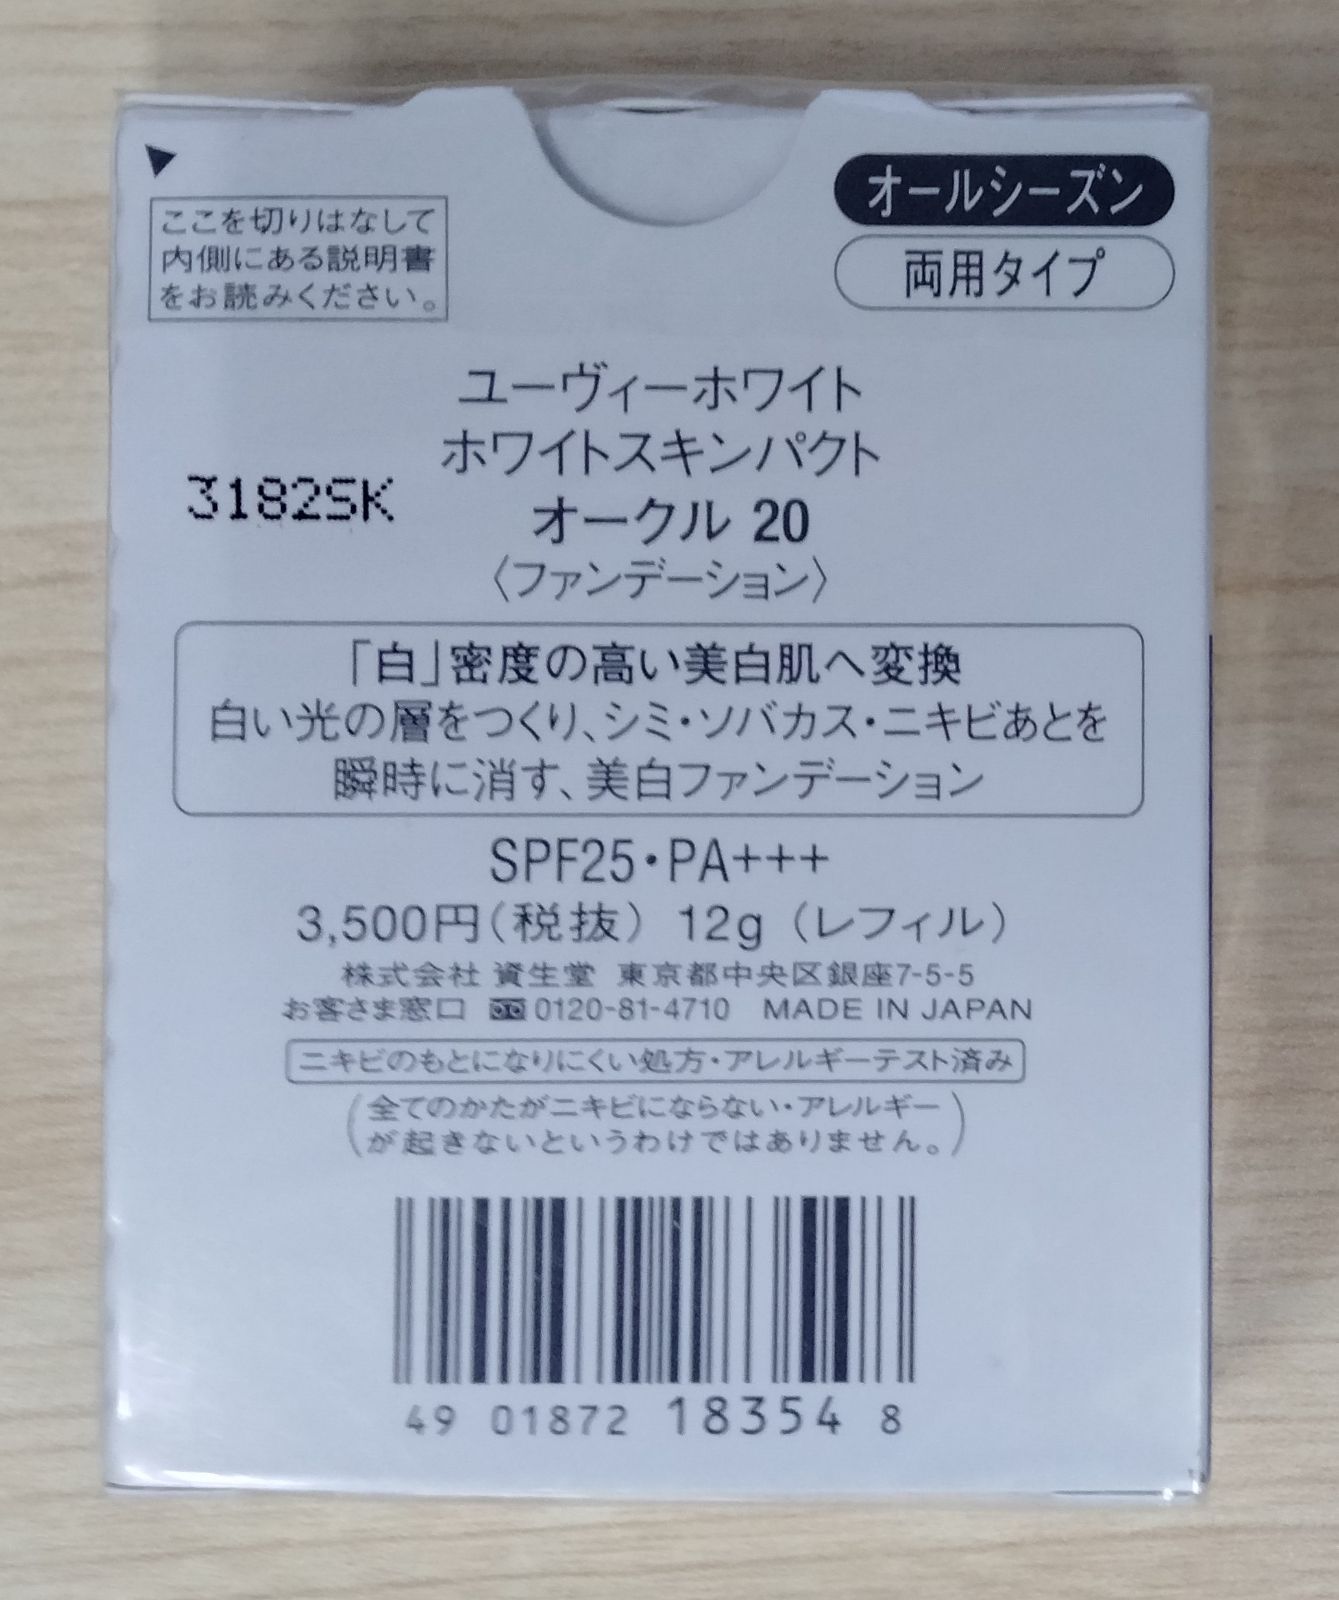 ここを切りはなして
内側にある説明書
をお読みください。
オールシーズン
両用タイプ
ユーヴィーホワイト
ホワイトスキンパクト
3182SK
オークル 20
〈ファンデーション〉
「白」密度の高い美白肌へ変換
白い光の層をつくり、シミ・ソバカス・ニキビあとを
瞬時に消す、美白ファンデーション
SPF25・PA+++
3,500円(税抜) 12g (レフィル)
株式会社 資生堂 東京都中央区銀座7-5-5
お客さま窓口 0120-81-4710 MADE IN JAPAN
ニキビのもとになりにくい処方・アレルギーテスト済み
(全てのかたがニキビにならない・アレルギー
が起きないというわけではありません。)
49 01872 18354 8